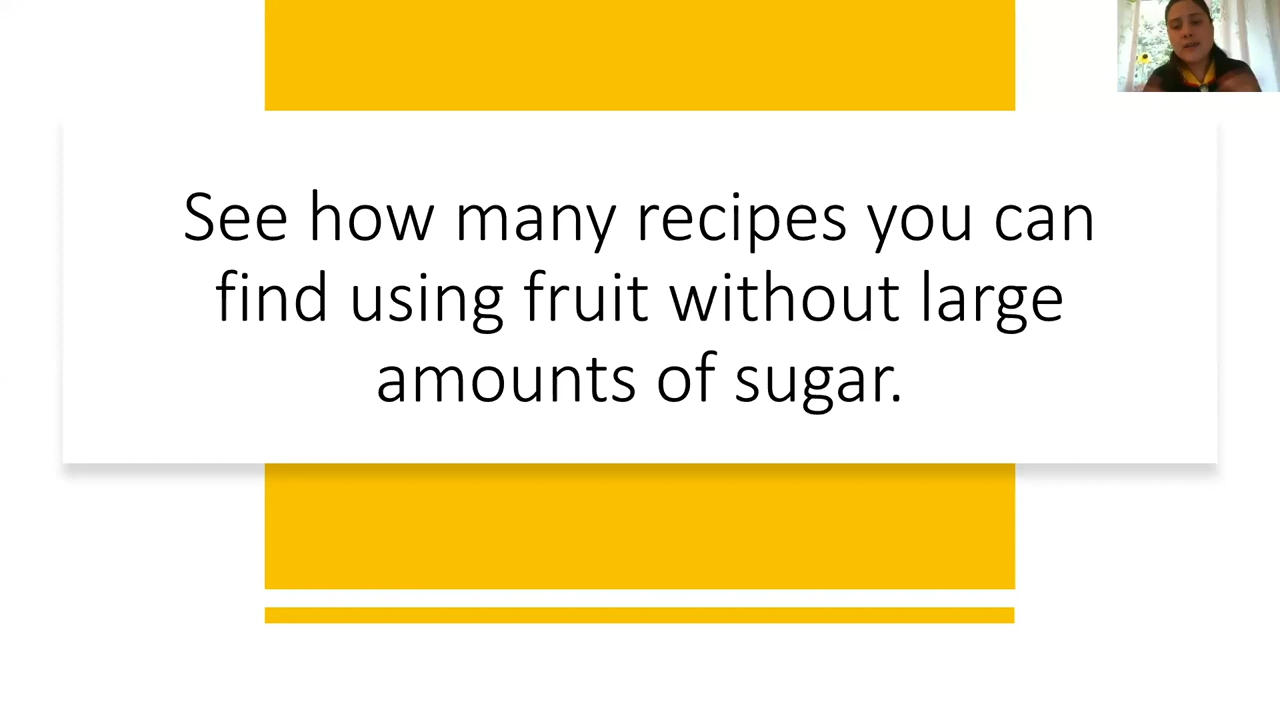 See how many recipes you can
find using fruit without large
amounts of sugar.